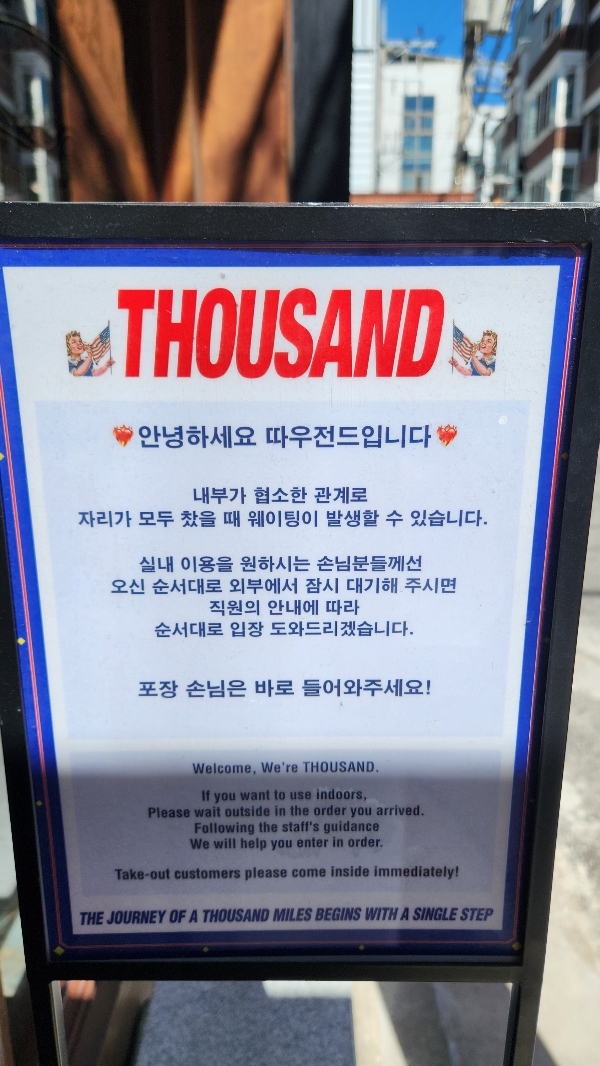 THOUSAND
안녕하세요 따우전드입니다
내부가 협소한 관계로
자리가 모두 찼을 때 웨이팅이 발생할 수 있습니다.
실내 이용을 원하시는 손님분들께선
오신 순서대로 외부에서 잠시 대기해 주시면
직원의 안내에 따라
순서대로 입장 도와드리겠습니다.
포장 손님은 바로 들어와주세요!
Welcome, We're THOUSAND.
If you want to use indoors,
Please wait outside in the order you arrived.
Following the staff's guidance
We will help you enter in order.
Take-out customers please come inside immediately!
THE JOURNEY OF A THOUSAND MILES BEGINS WITH A SINGLE STEP